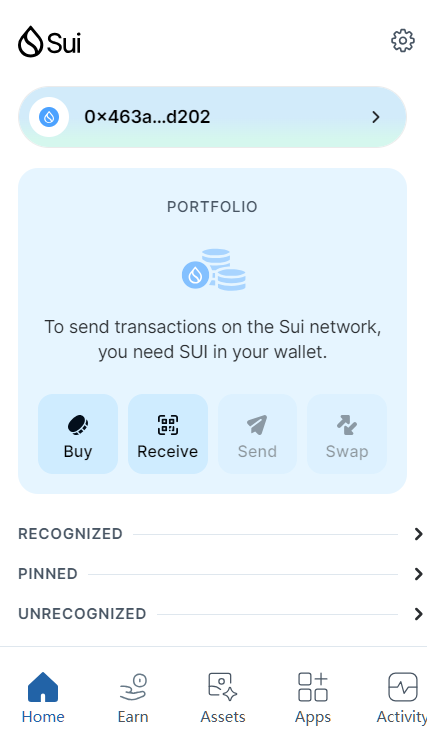 Sui
0×463a...d202
PORTFOLIO
To send transactions on the Sui network,
you need SUI in your wallet.
Buy
Receive
Send
Swap
RECOGNIZED
PINNED
UNRECOGNIZED
Home
Earn
Assets
Apps
Activity